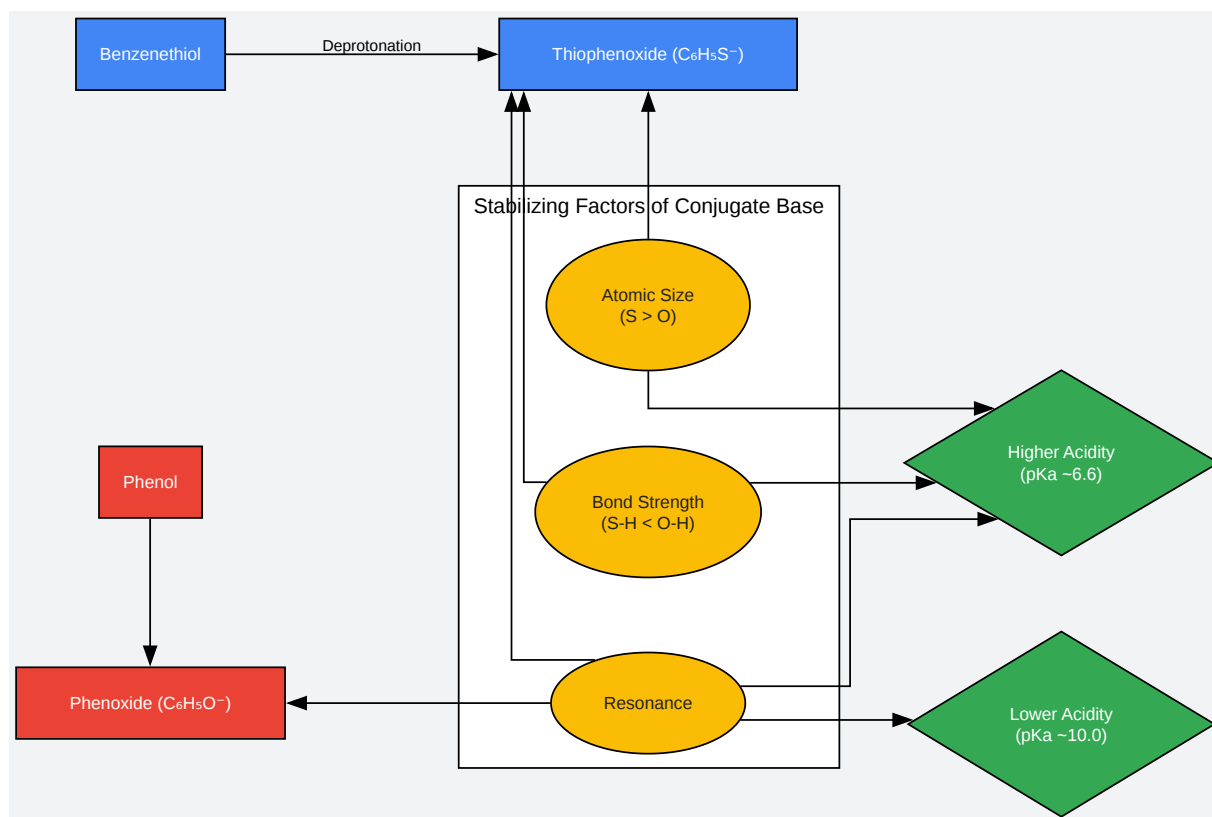 Benzenethiol
Deprotonation
Thiophenoxide (C₆H₅S⁻)
Stabilizing Factors of Conjugate Base
Atomic Size
(S > O)
Higher Acidity
(pKa ~6.6)
Phenol
Bond Strength
(S-H < O-H)
Phenoxide (C₆H₅O⁻)
Resonance
Lower Acidity
(pKa ~10.0)